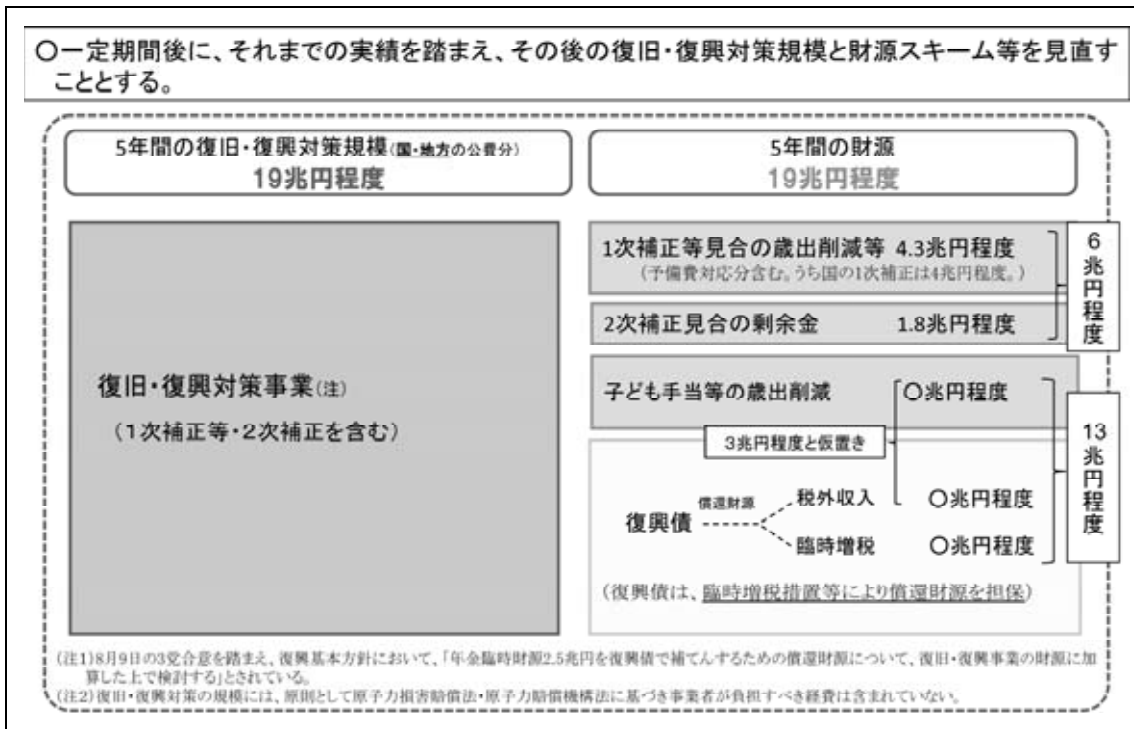 〇一定期間後に、それまでの実績を踏まえ、その後の復旧・復興対策規模と財源スキーム等を見直す
こととする。
5年間の復旧・復興対策規模(国・地方の公費分)
19兆円程度
5年間の財源
19兆円程度
復旧・復興対策事業(注)
(1次補正等・2次補正を含む)
1次補正等見合の歳出削減等 4.3兆円程度
(予備費対応分含む。うち国の1次補正は4兆円程度。)
2次補正見合の剰余金 1.8兆円程度
6兆円程度
子ども手当等の歳出削減 〇兆円程度
3兆円程度と仮置き
復興債
償還財源
税外収入 〇兆円程度
臨時増税 〇兆円程度
13兆円程度
(復興債は、臨時増税措置等により償還財源を担保)
(注1)8月9日の3党合意を踏まえ、復興基本方針において、「年金臨時財源2.5兆円を復興債で補てんするための償還財源について、復旧・復興事業の財源に加
算した上で検討する」とされている。
(注2)復旧・復興対策の規模には、原則として原子力損害賠償法・原子力賠償機構法に基づき事業者が負担すべき経費は含まれていない。